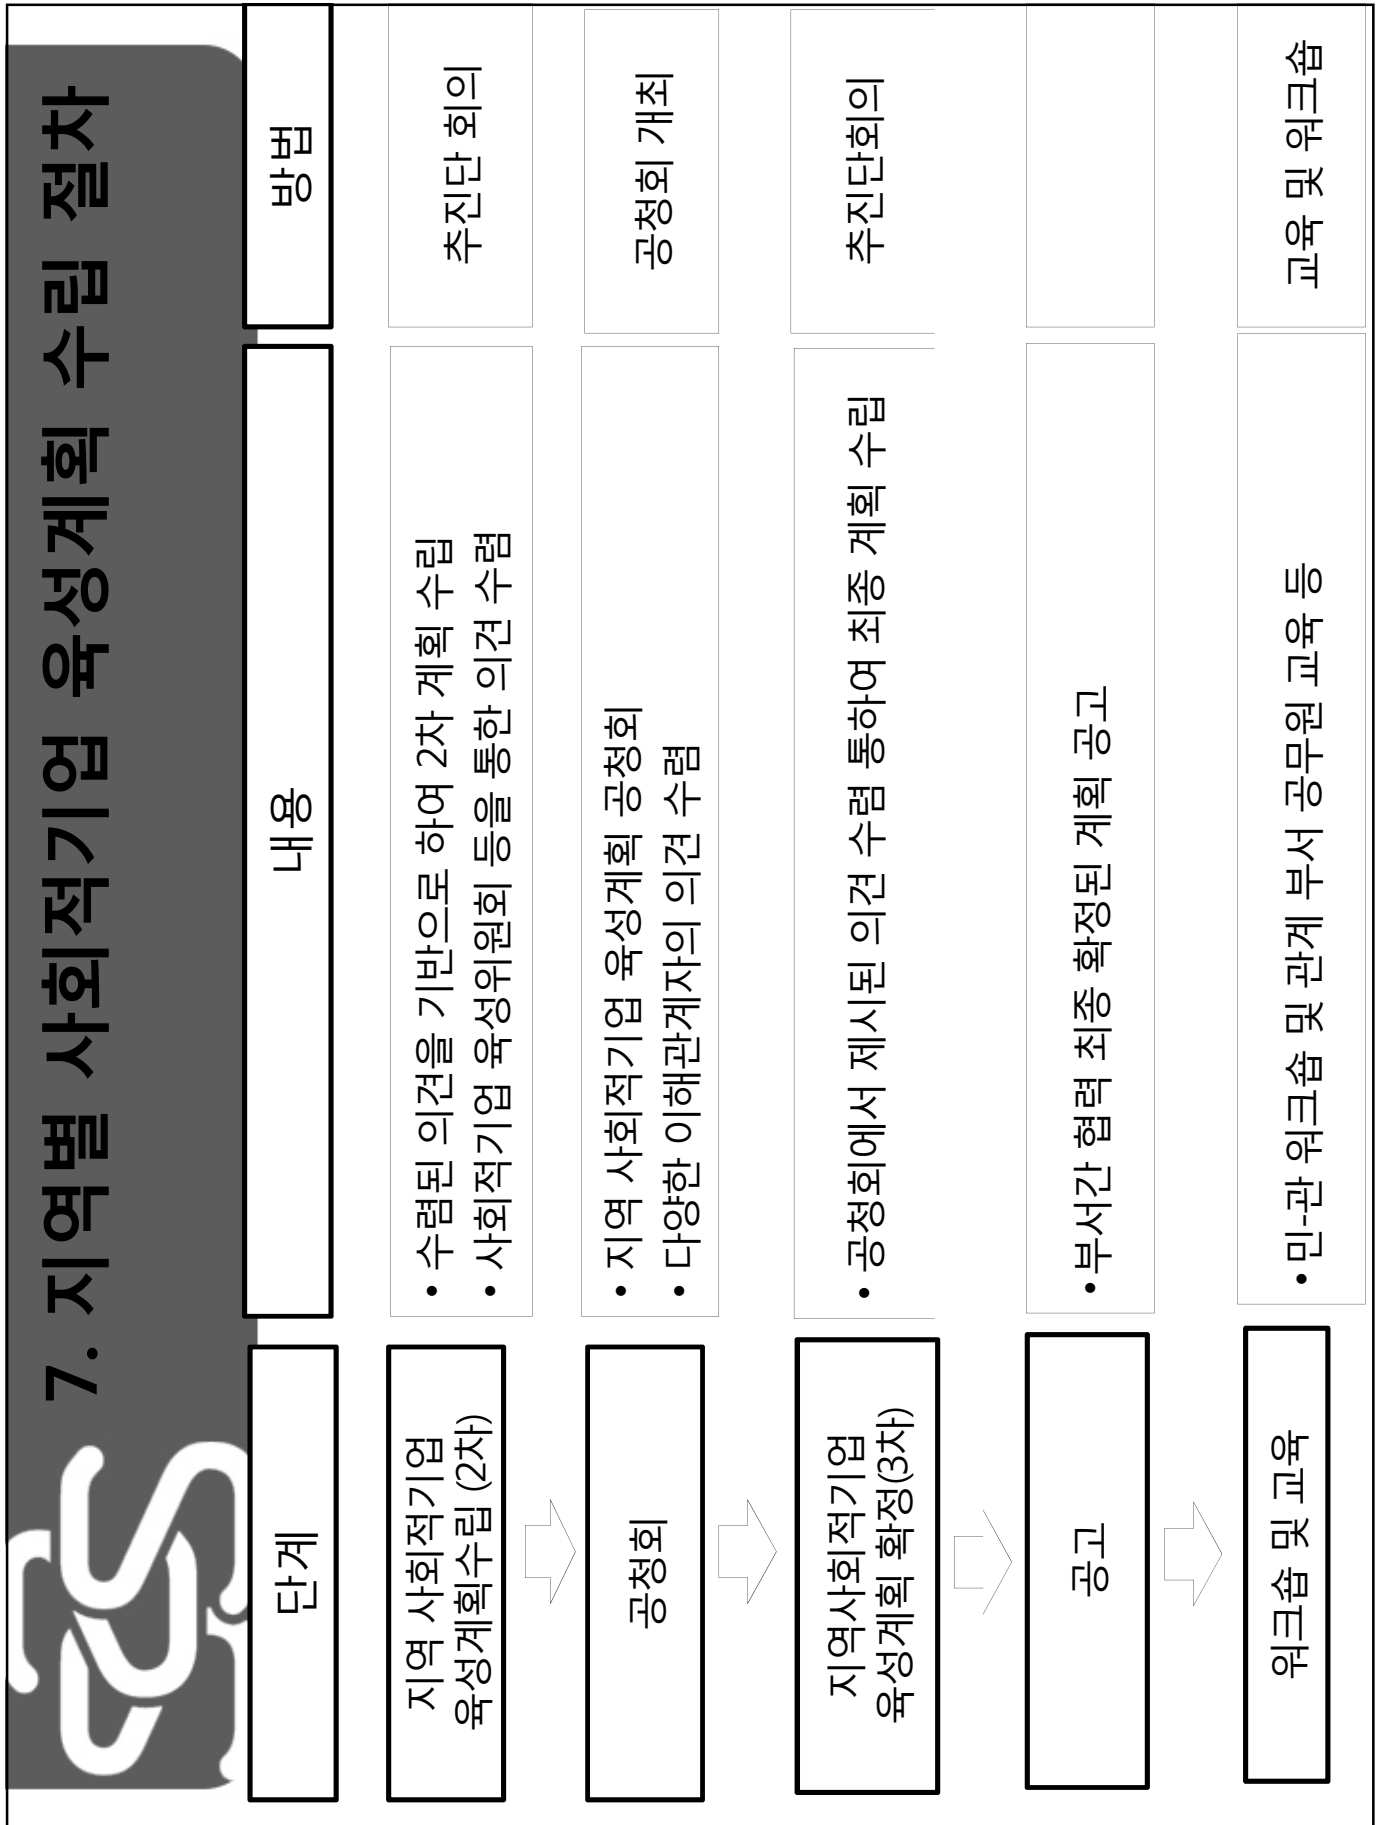 7. 지역별 사회적기업 육성계획 수립 절차
단계
내용
방법
지역 사회적기업
육성계획수립 (2차)
• 수렴된 의견을 기반으로 하여 2차 계획 수립
• 사회적기업 육성위원회 등을 통한 의견 수렴
추진단 회의
공청회
• 지역 사회적기업 육성계획 공청회
• 다양한 이해관계자의 의견 수렴
공청회 개최
지역사회적기업
육성계획 확정(3차)
• 공청회에서 제시된 의견 수렴 통하여 최종 계획 수립
추진단회의
공고
• 부서간 협력 최종 확정된 계획 공고
워크숍 및 교육
• 민-관 워크숍 및 관계 부서 공무원 교육 등
교육 및 워크숍